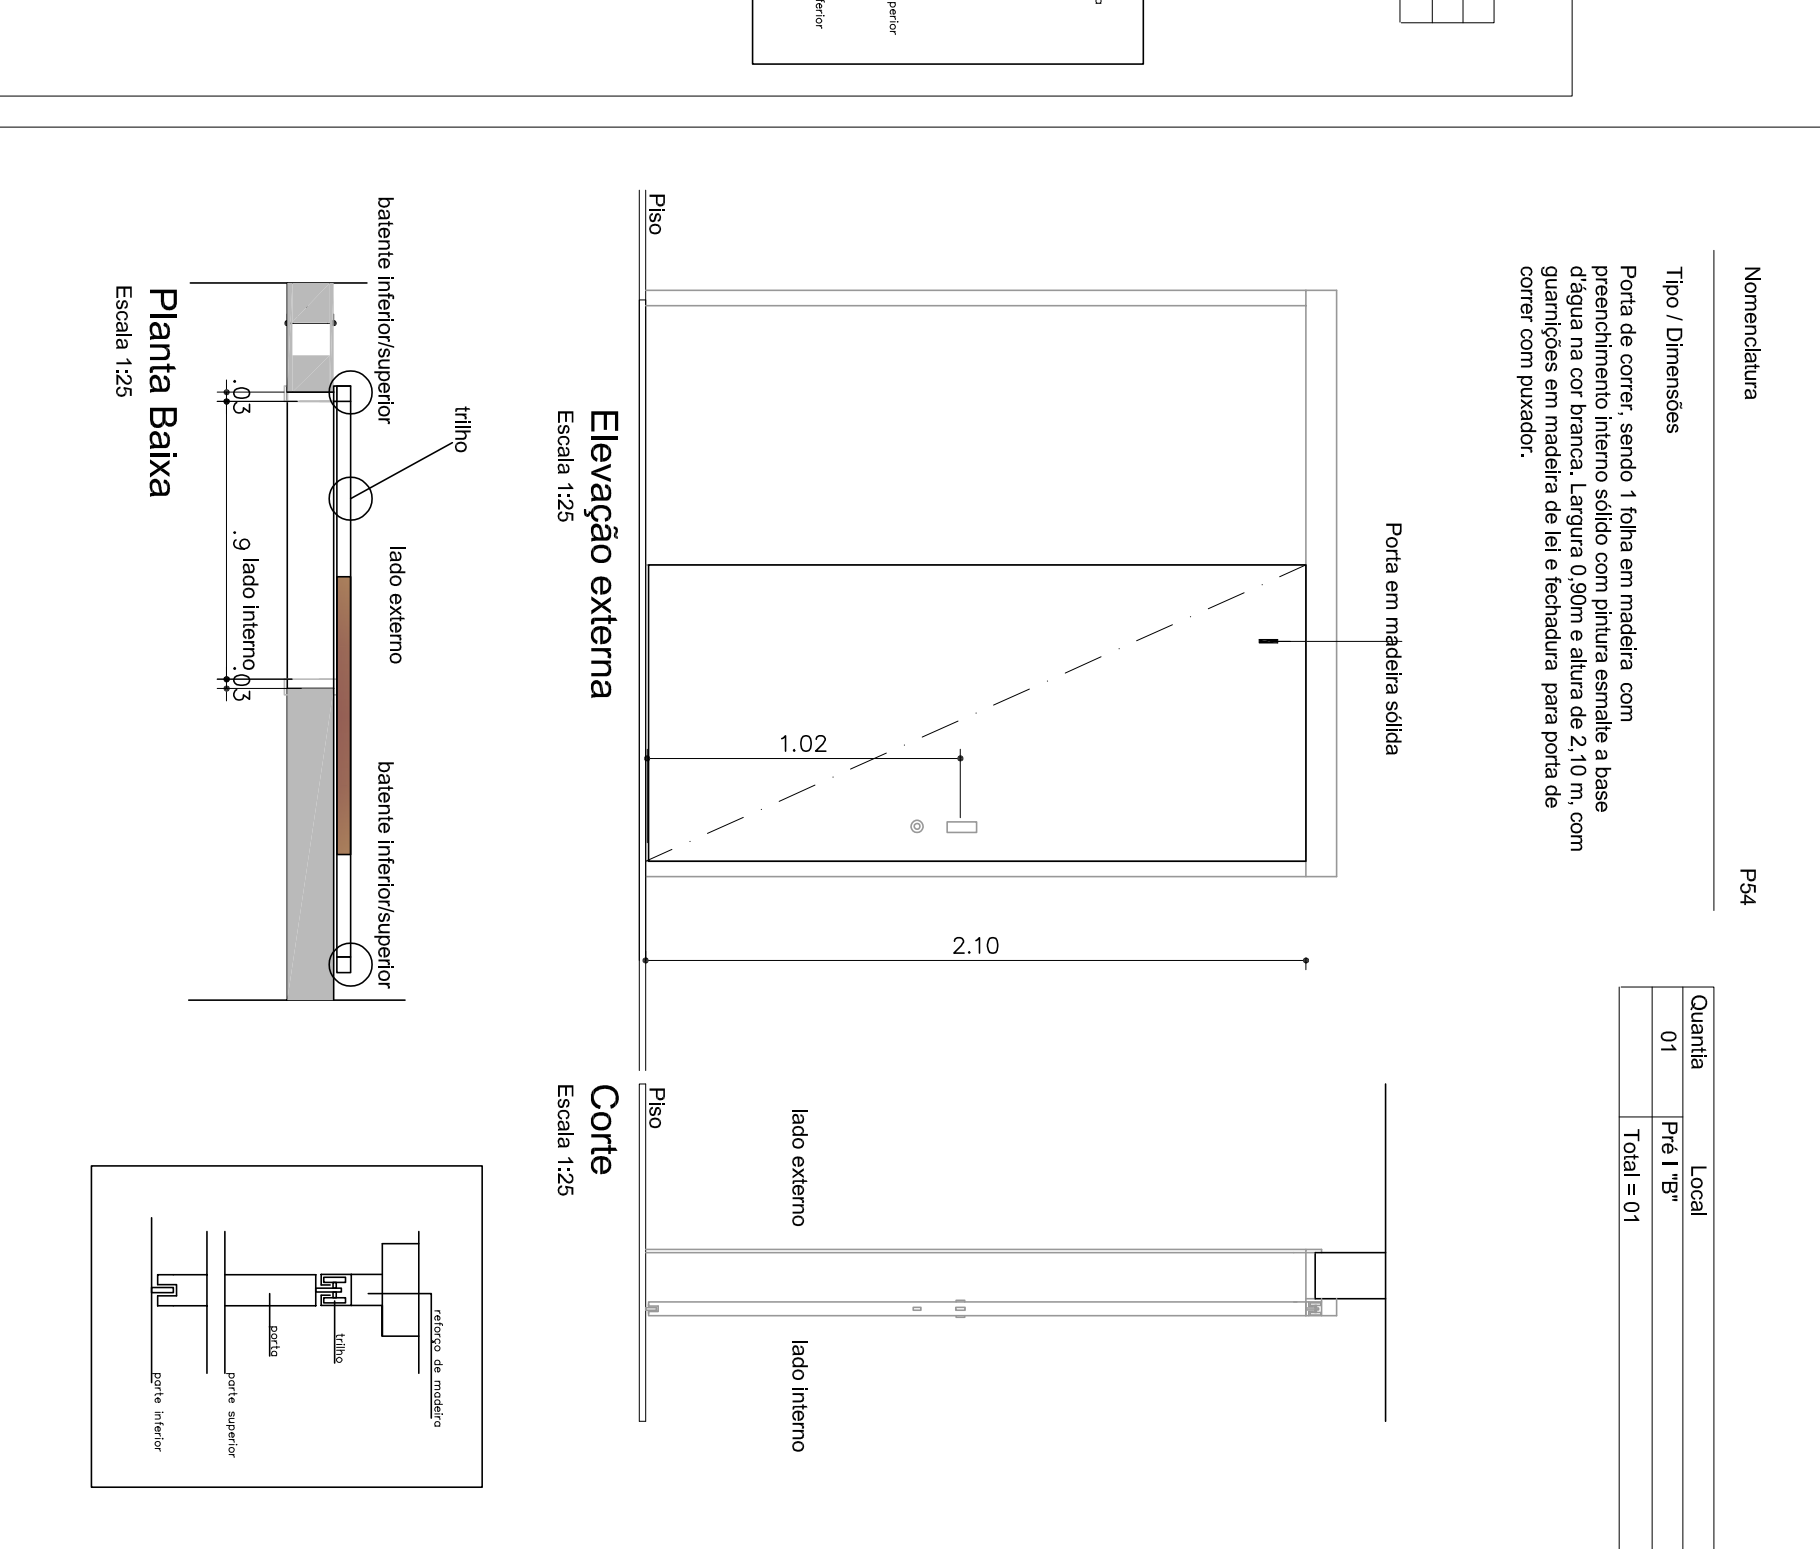 Nomenclatura P54
Tipo / Dimensões
Porta de correr, sendo 1 folha em madeira com
preenchimento interno sólido com pintura esmalte a base
d'água na cor branca. Largura 0,90m e altura de 2,10 m, com
guarnições em madeira de lei e fechadura para porta de
correr com puxador.
Quantia Local
01 Pré I "B"
Total = 01
Porta em madeira sólida
1.02
2.10
Piso
Elevação externa
Escala 1:25
lado externo
lado interno
Piso
Corte
Escala 1:25
trilho
batente inferior/superior
lado externo
batente inferior/superior
.03
.9
lado interno
.03
Planta Baixa
Escala 1:25
reforço de madeira
trilho
porta
parte superior
parte inferior